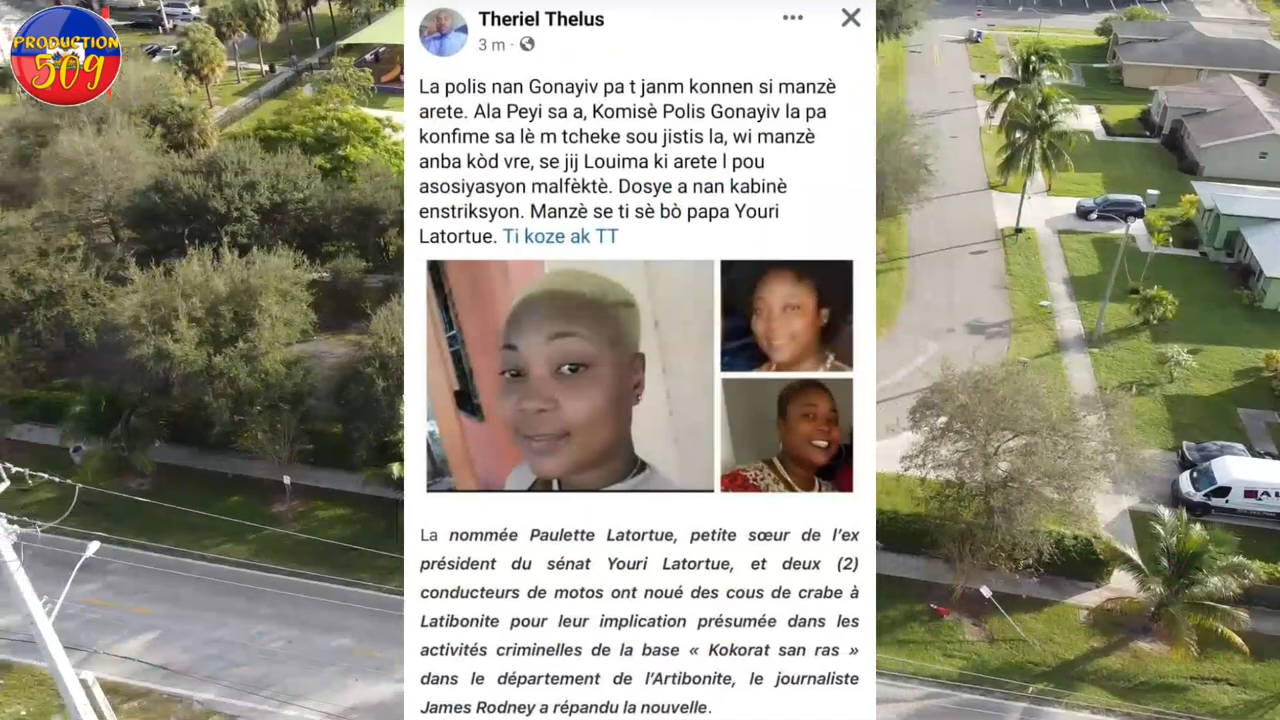 PRODUCTION
509
Theriel Thelus
3 m ·
La polis nan Gonayiv pa t janm konnen si manzè
arete. Ala Peyi sa a, Komisè Polis Gonayiv la pa
konfime sa lè m tcheke sou jistis la, wi manzè
anba kòd vre, se jij Louima ki arete l pou
asosiyasyon malfèktè. Dosye a nan kabinè
enstriksyon. Manzè se ti sè bò papa Youri
Latortue. Ti koze ak TT
La nommée Paulette Latortue, petite sœur de l’ex
président du sénat Youri Latortue, et deux (2)
conducteurs de motos ont noué des cous de crabe à
Latibonite pour leur implication présumée dans les
activités criminelles de la base « Kokorat san ras »
dans le département de l’Artibonite, le journaliste
James Rodney a répandu la nouvelle.